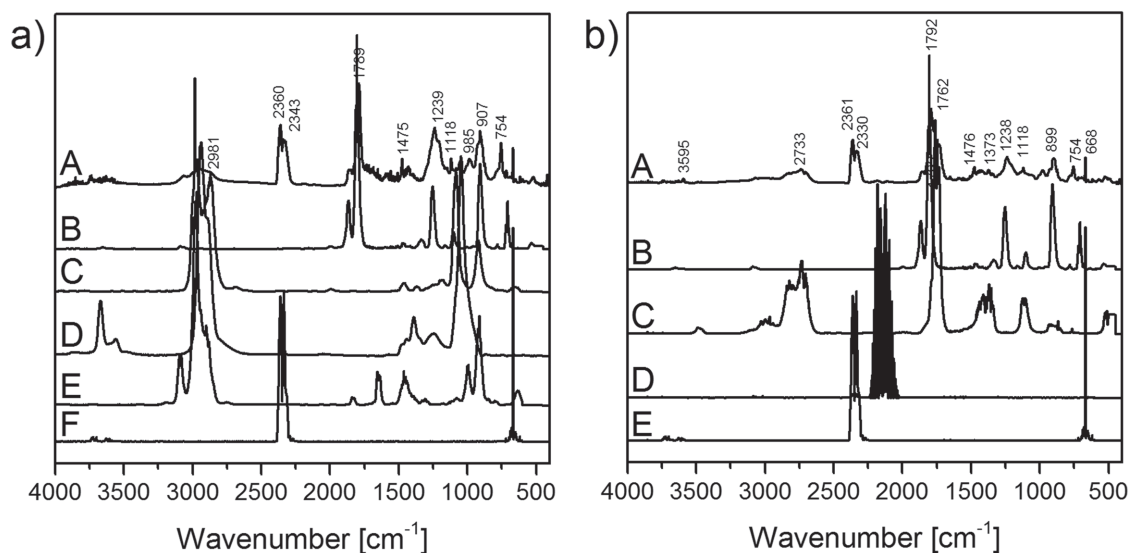 a)
2360
2343
1789
1475
1239
1118
985
907
754
2981
A
B
C
D
E
F
4000 3500 3000 2500 2000 1500 1000 500
Wavenumber [cm⁻¹]
b)
1792
1762
2361
2330
3595
2733
1476
1373
1238
1118
899
754
668
A
B
C
D
E
4000 3500 3000 2500 2000 1500 1000 500
Wavenumber [cm⁻¹]